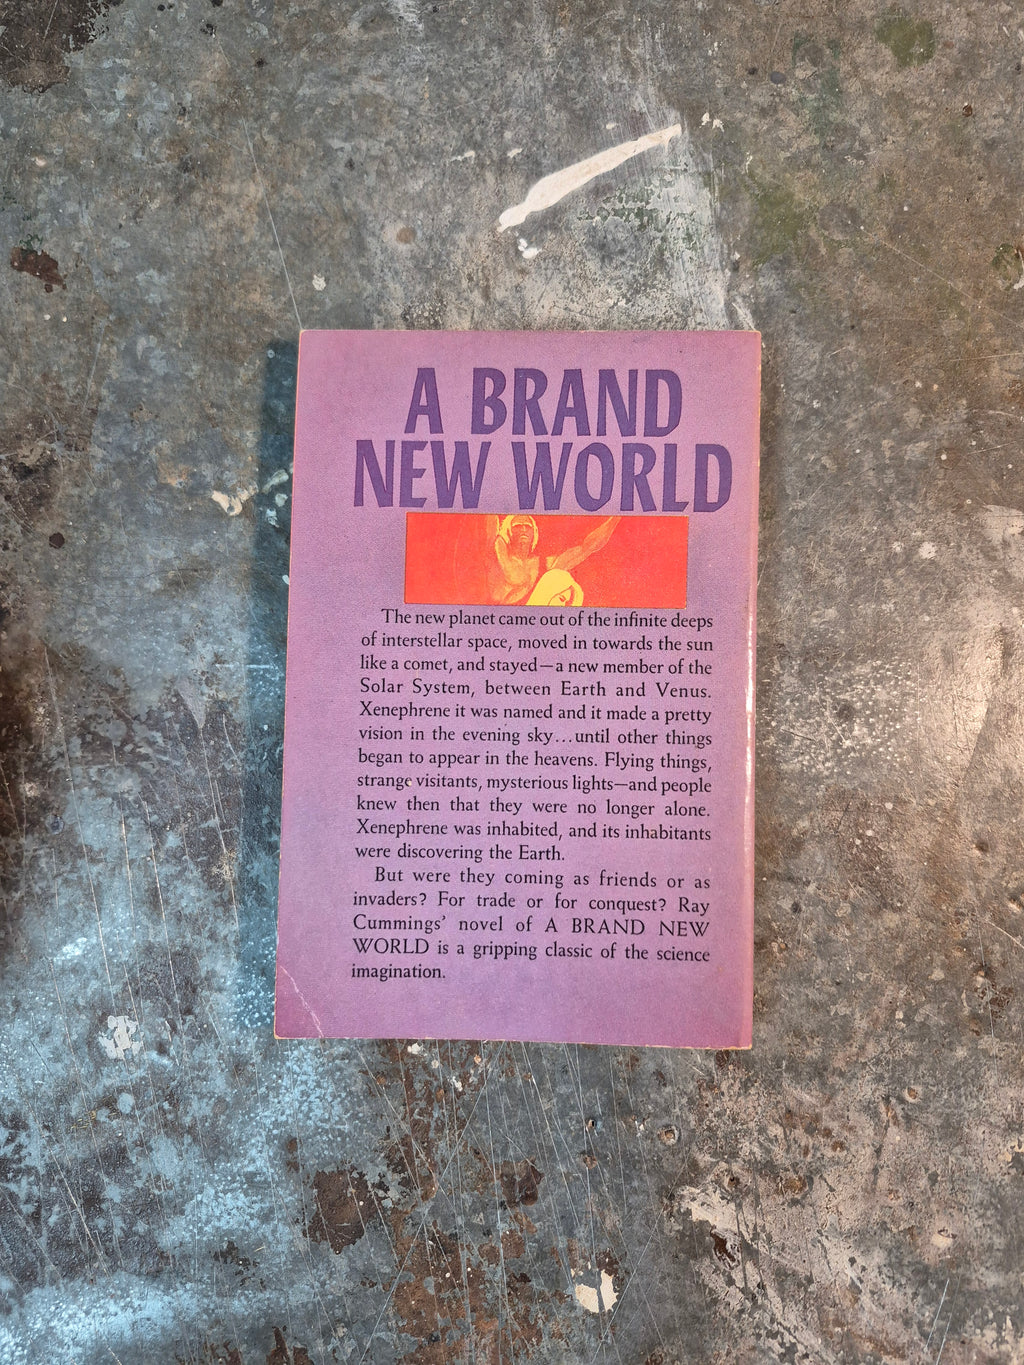 A BRAND
NEW WORLD
The new planet came out of the infinite deeps
of interstellar space, moved in towards the sun
like a comet, and stayed—a new member of the
Solar System, between Earth and Venus.
Xenephrene it was named and it made a pretty
vision in the evening sky...until other things
began to appear in the heavens. Flying things,
strange visitants, mysterious lights—and people
knew then that they were no longer alone.
Xenephrene was inhabited, and its inhabitants
were discovering the Earth.
But were they coming as friends or as
invaders? For trade or for conquest? Ray
Cummings' novel of A BRAND NEW
WORLD is a gripping classic of the science
imagination.